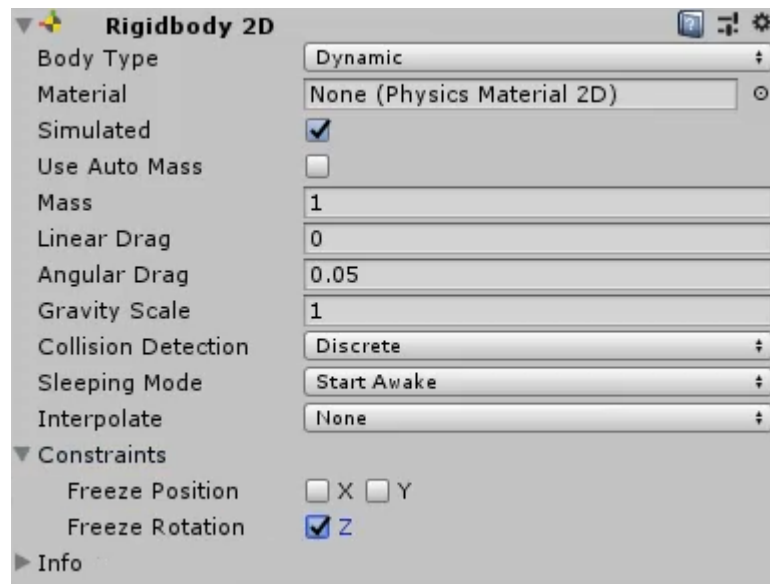 Rigidbody 2D
Body Type Dynamic
Material None (Physics Material 2D)
Simulated
Use Auto Mass
Mass 1
Linear Drag 0
Angular Drag 0.05
Gravity Scale 1
Collision Detection Discrete
Sleeping Mode Start Awake
Interpolate None
Constraints
Freeze Position X Y
Freeze Rotation Z
Info